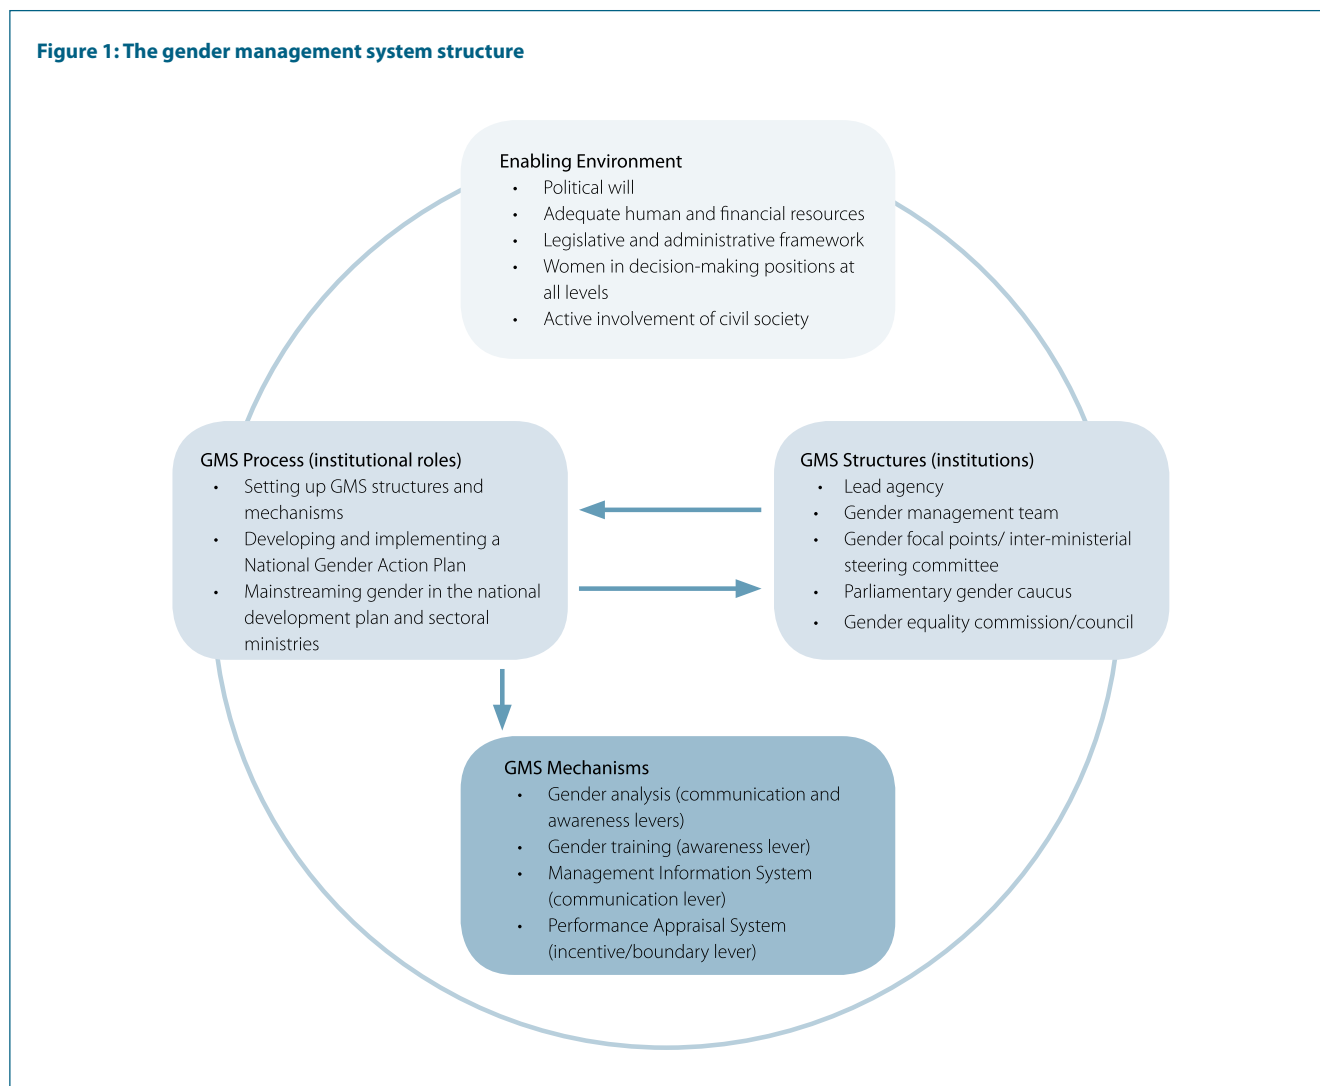 Figure 1: The gender management system structure
Enabling Environment
• Political will
• Adequate human and financial resources
• Legislative and administrative framework
• Women in decision-making positions at
all levels
• Active involvement of civil society
GMS Process (institutional roles)
• Setting up GMS structures and
mechanisms
• Developing and implementing a
National Gender Action Plan
• Mainstreaming gender in the national
development plan and sectoral
ministries
GMS Structures (institutions)
• Lead agency
• Gender management team
• Gender focal points/ inter-ministerial
steering committee
• Parliamentary gender caucus
• Gender equality commission/council
GMS Mechanisms
• Gender analysis (communication and
awareness levers)
• Gender training (awareness lever)
• Management Information System
(communication lever)
• Performance Appraisal System
(incentive/boundary lever)